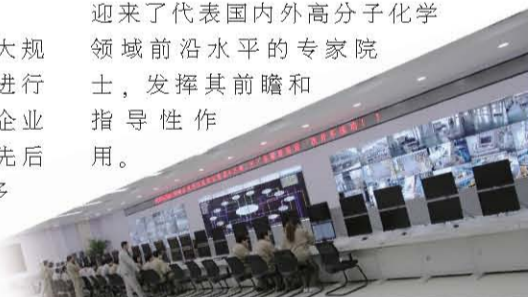 大规
进行
企业
先后
迎来了代表国内外高分子化学
领域前沿水平的专家院
士，发挥其前瞻和
指导性作
用。